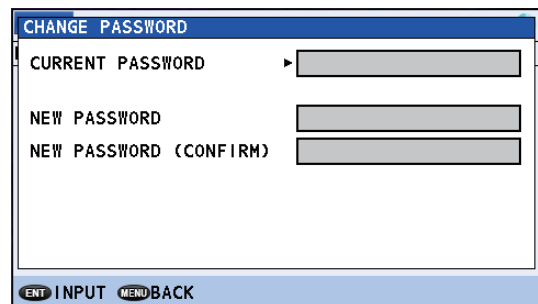 CHANGE PASSWORD
CURRENT PASSWORD
NEW PASSWORD
NEW PASSWORD (CONFIRM)
ENT INPUT MENU BACK